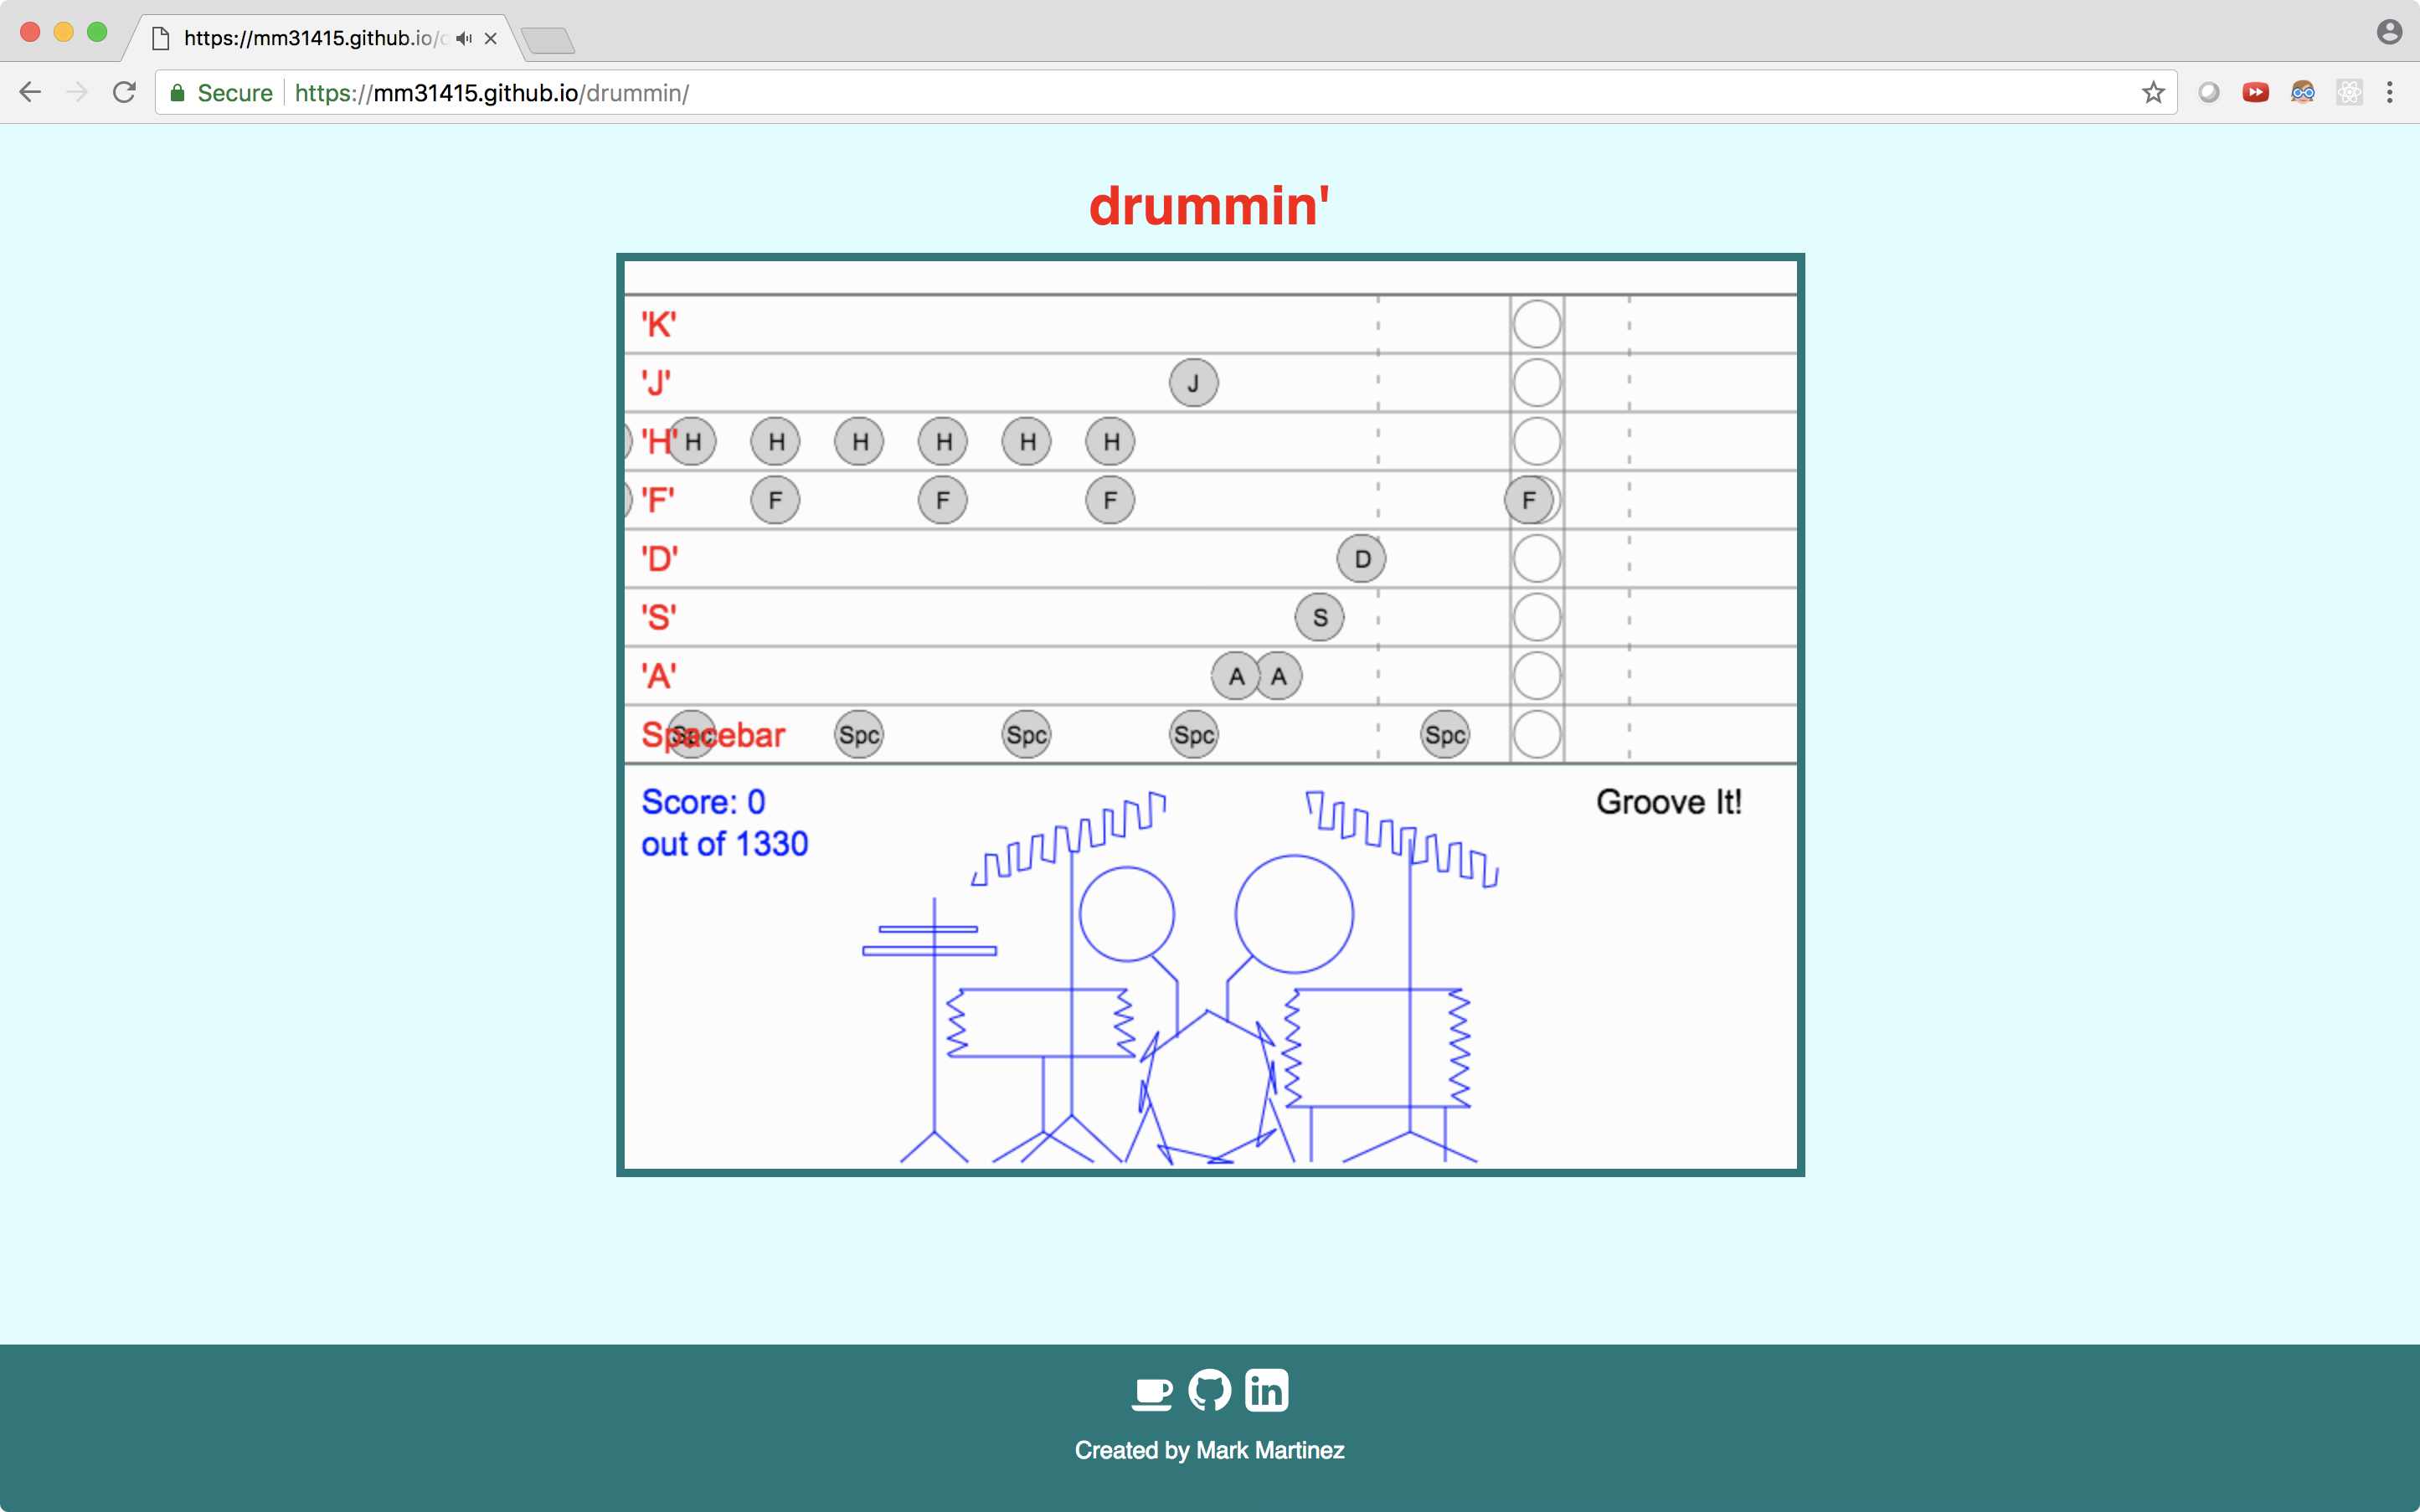 https://mm31415.github.io/d
Secure https://mm31415.github.io/drummin/
drummin'
'K'
'J' J
'H' H H H H H H
'F' F F F F
'D' D
'S' S
'A' A A
Spacebar Spc Spc Spc Spc Spc
Score: 0
out of 1330
Groove It!
in
Created by Mark Martinez